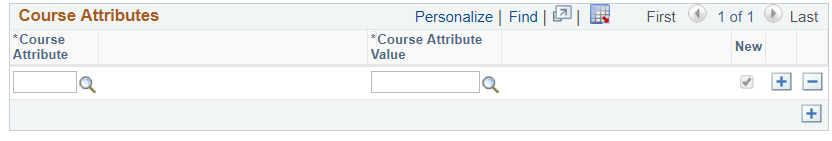 Course Attributes Personalize | Find | | First 1 of 1 Last
*Course Attribute *Course Attribute Value New